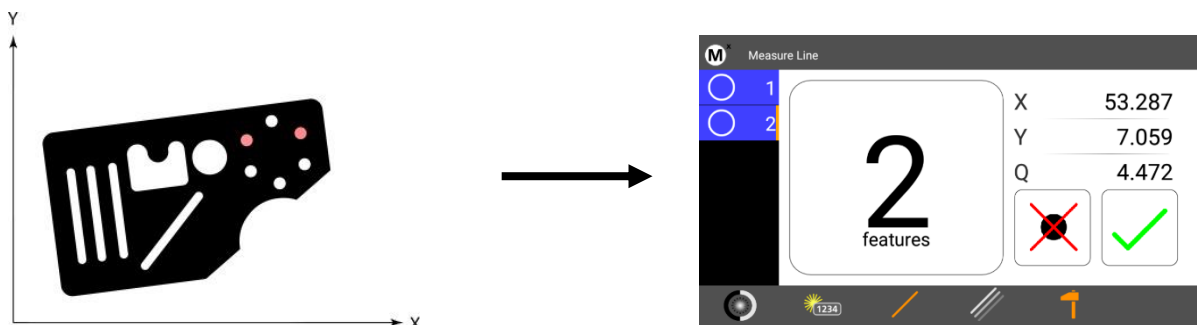 Y
X
M x Measure Line
1
2
2
features
X 53.287
Y 7.059
Q 4.472
1234